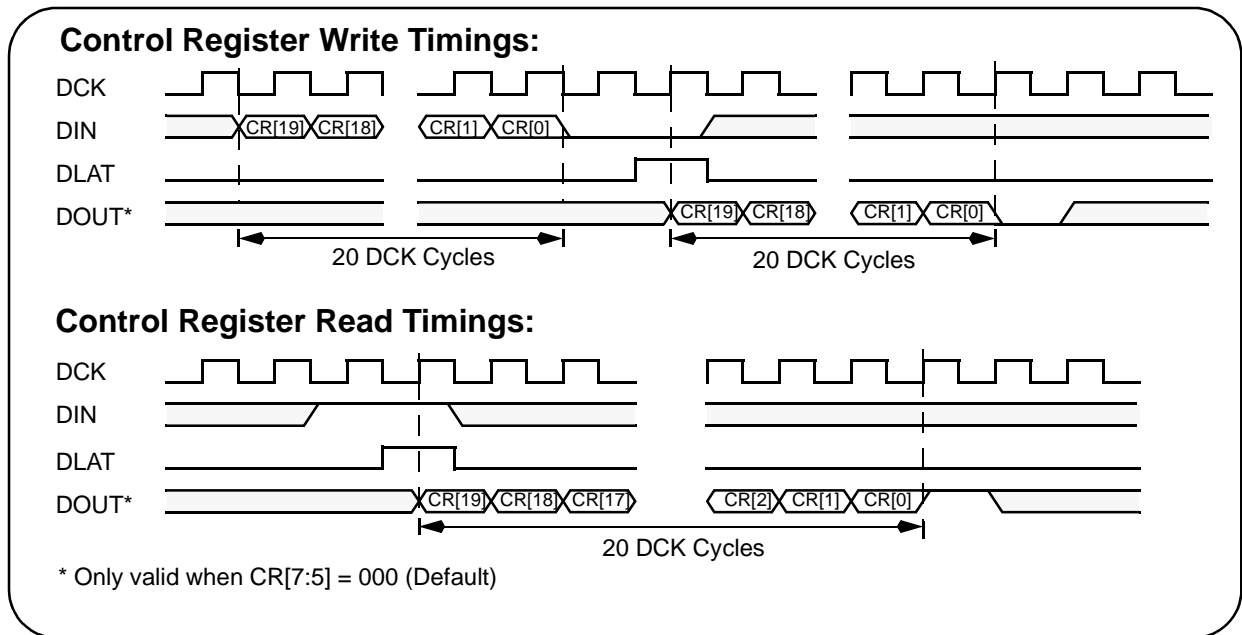 Control Register Write Timings:
DCK
DIN CR[19] CR[18] CR[1] CR[0]
DLAT
DOUT* CR[19] CR[18] CR[1] CR[0]
20 DCK Cycles 20 DCK Cycles
Control Register Read Timings:
DCK
DIN
DLAT
DOUT* CR[19] CR[18] CR[17] CR[2] CR[1] CR[0]
20 DCK Cycles
* Only valid when CR[7:5] = 000 (Default)